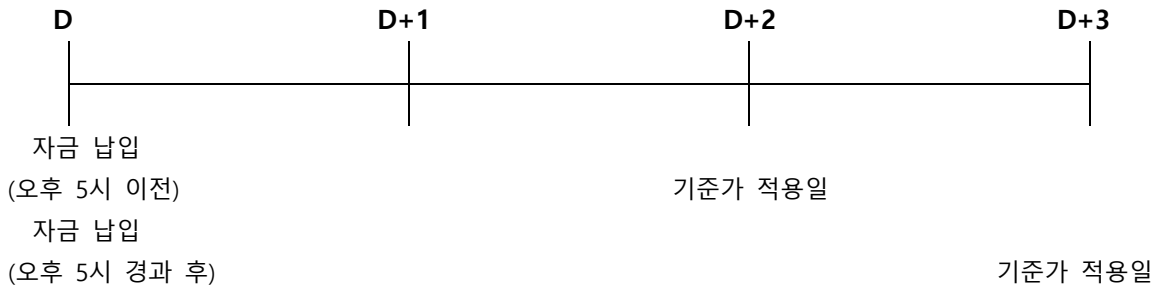 D D+1 D+2 D+3
자금 납입
(오후 5시 이전) 기준가 적용일
자금 납입
(오후 5시 경과 후) 기준가 적용일